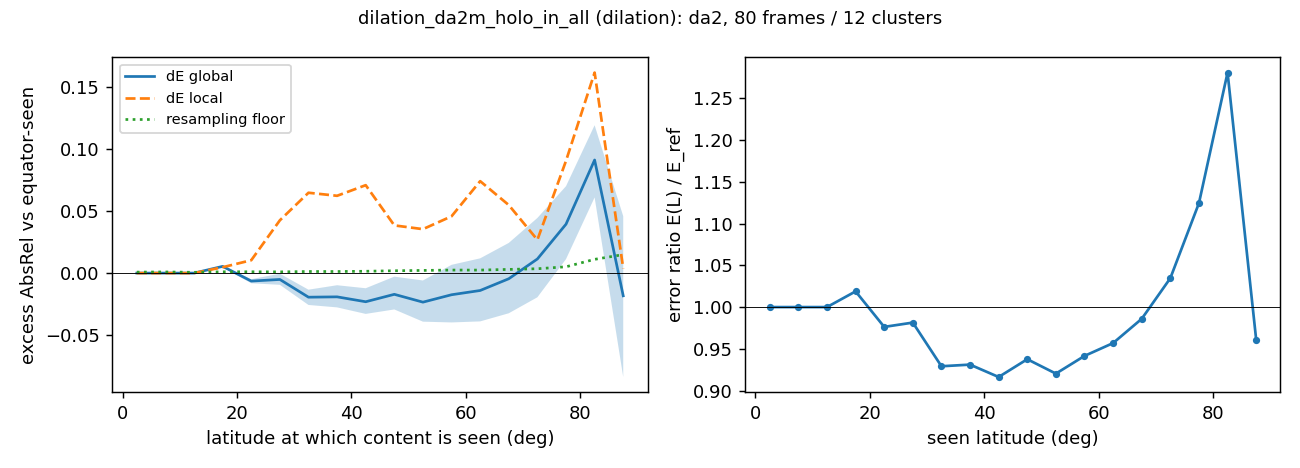 dilation_da2m_holo_in_all (dilation): da2, 80 frames / 12 clusters
excess AbsRel vs equator-seen
0.15
0.10
0.05
0.00
−0.05
dE global
dE local
resampling floor
0
20
40
60
80
latitude at which content is seen (deg)
error ratio E(L) / E_ref
1.25
1.20
1.15
1.10
1.05
1.00
0.95
0.90
0
20
40
60
80
seen latitude (deg)